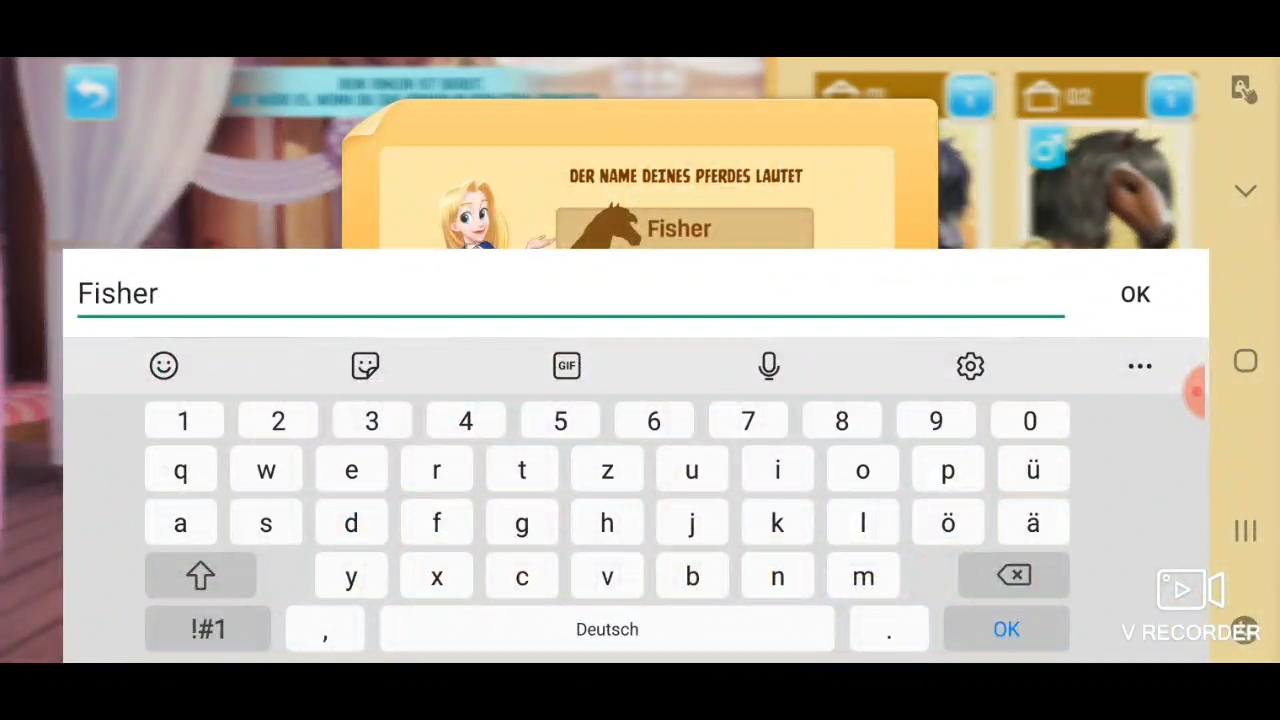 02
DER NAME DEINES PFERDES LAUTET
Fisher
Fisher
OK
GIF
1 2 3 4 5 6 7 8 9 0
q w e r t z u i o p ü
a s d f g h j k l ö ä
y x c v b n m
!#1 , Deutsch . OK
V RECORDER